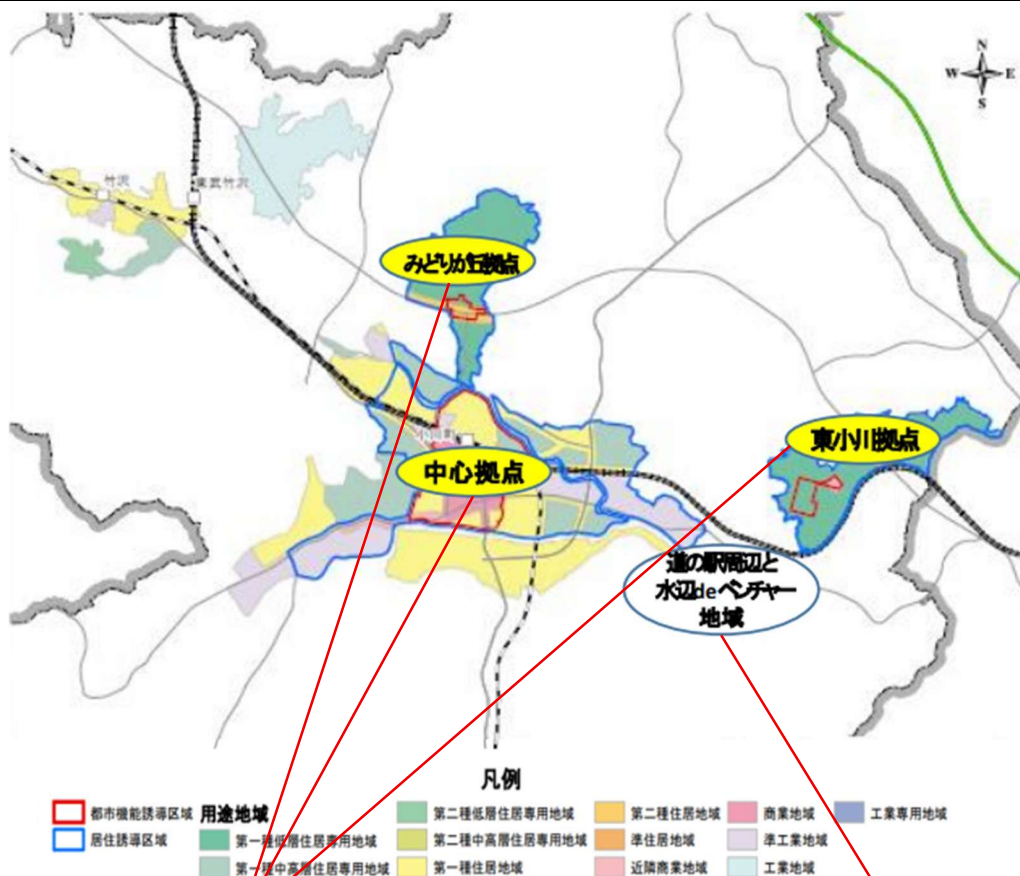 N
W E
S
竹沢
東武竹沢
みどりが丘拠点
小川町
中心拠点
東小川拠点
道の駅周辺と
水辺deベンチャー
地域
凡例
都市機能誘導区域
居住誘導区域
用途地域
第一種低層住居専用地域
第一種中高層住居専用地域
第二種低層住居専用地域
第二種中高層住居専用地域
第一種住居地域
第二種住居地域
準住居地域
近隣商業地域
商業地域
準工業地域
工業地域
工業専用地域